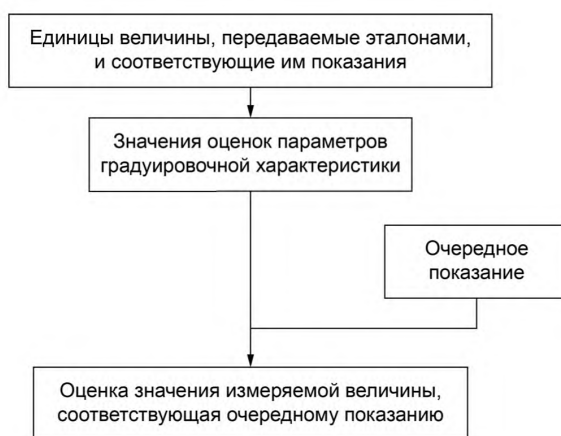 Единицы величины, передаваемые эталонами,
и соответствующие им показания
Значения оценок параметров
градуировочной характеристики
Очередное
показание
Оценка значения измеряемой величины,
соответствующая очередному показанию